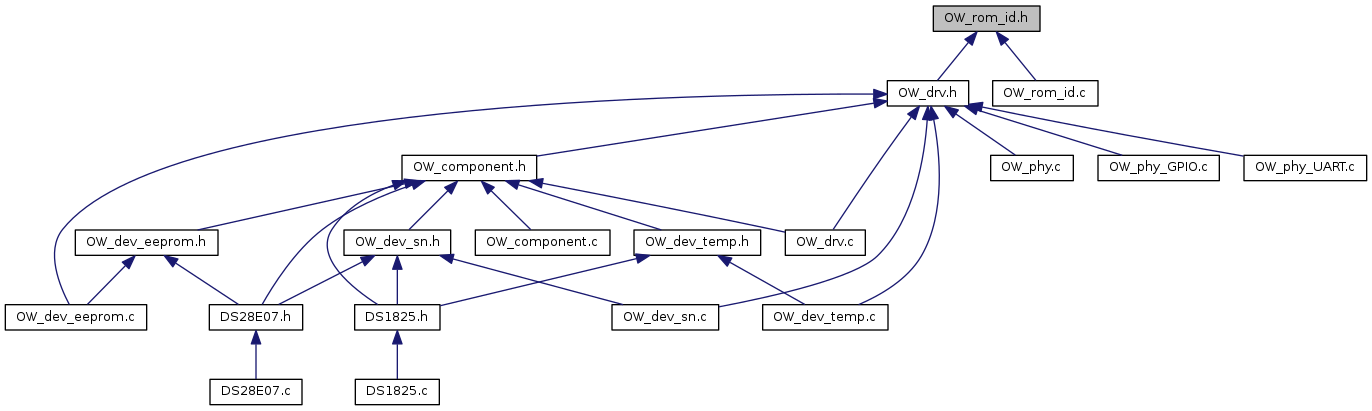 OW_rom_id.h
OW_drv.h
OW_rom_id.c
OW_component.h
OW_phy.c
OW_phy_GPIO.c
OW_phy_UART.c
OW_dev_eeprom.h
OW_dev_sn.h
OW_component.c
OW_dev_temp.h
OW_drv.c
OW_dev_eeprom.c
DS28E07.h
DS1825.h
OW_dev_sn.c
OW_dev_temp.c
DS28E07.c
DS1825.c